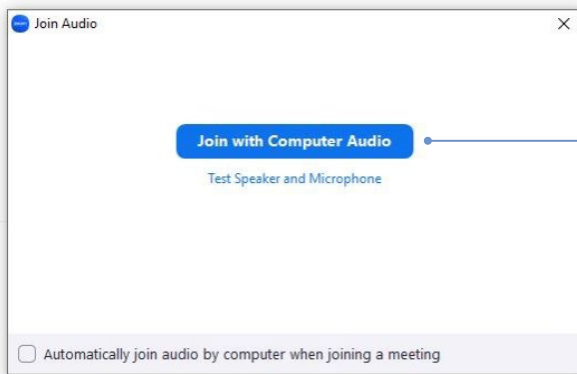 Join Audio
Join with Computer Audio
Test Speaker and Microphone
Automatically join audio by computer when joining a meeting